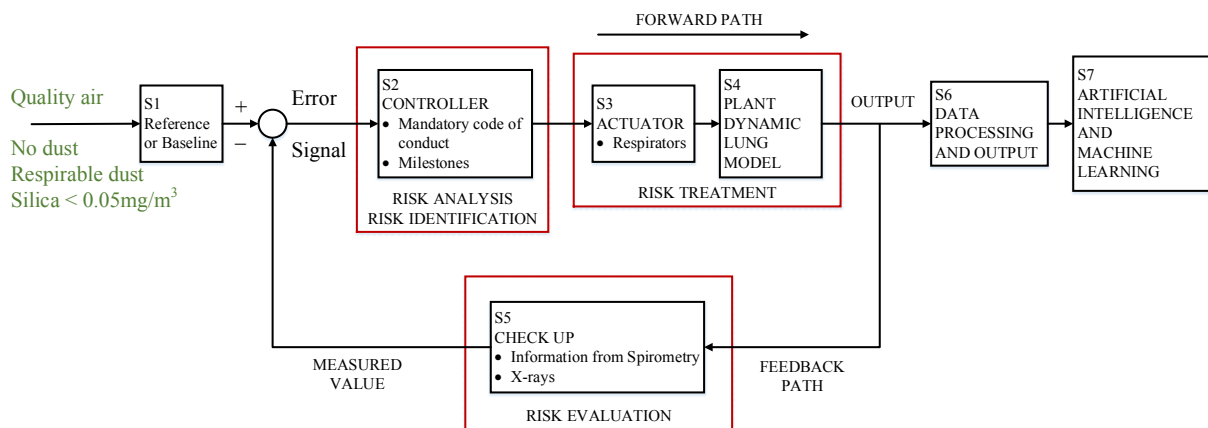 FORWARD PATH
Quality air
No dust
Respirable dust
Silica < 0.05mg/m³
S1
Reference
or Baseline
+
−
Error
Signal
S2
CONTROLLER
• Mandatory code of
conduct
• Milestones
RISK ANALYSIS
RISK IDENTIFICATION
S3
ACTUATOR
• Respirators
S4
PLANT
DYNAMIC
LUNG
MODEL
RISK TREATMENT
OUTPUT
S6
DATA
PROCESSING
AND OUTPUT
S7
ARTIFICIAL
INTELLIGENCE
AND
MACHINE
LEARNING
S5
CHECK UP
• Information from Spirometry
• X-rays
RISK EVALUATION
MEASURED
VALUE
FEEDBACK
PATH